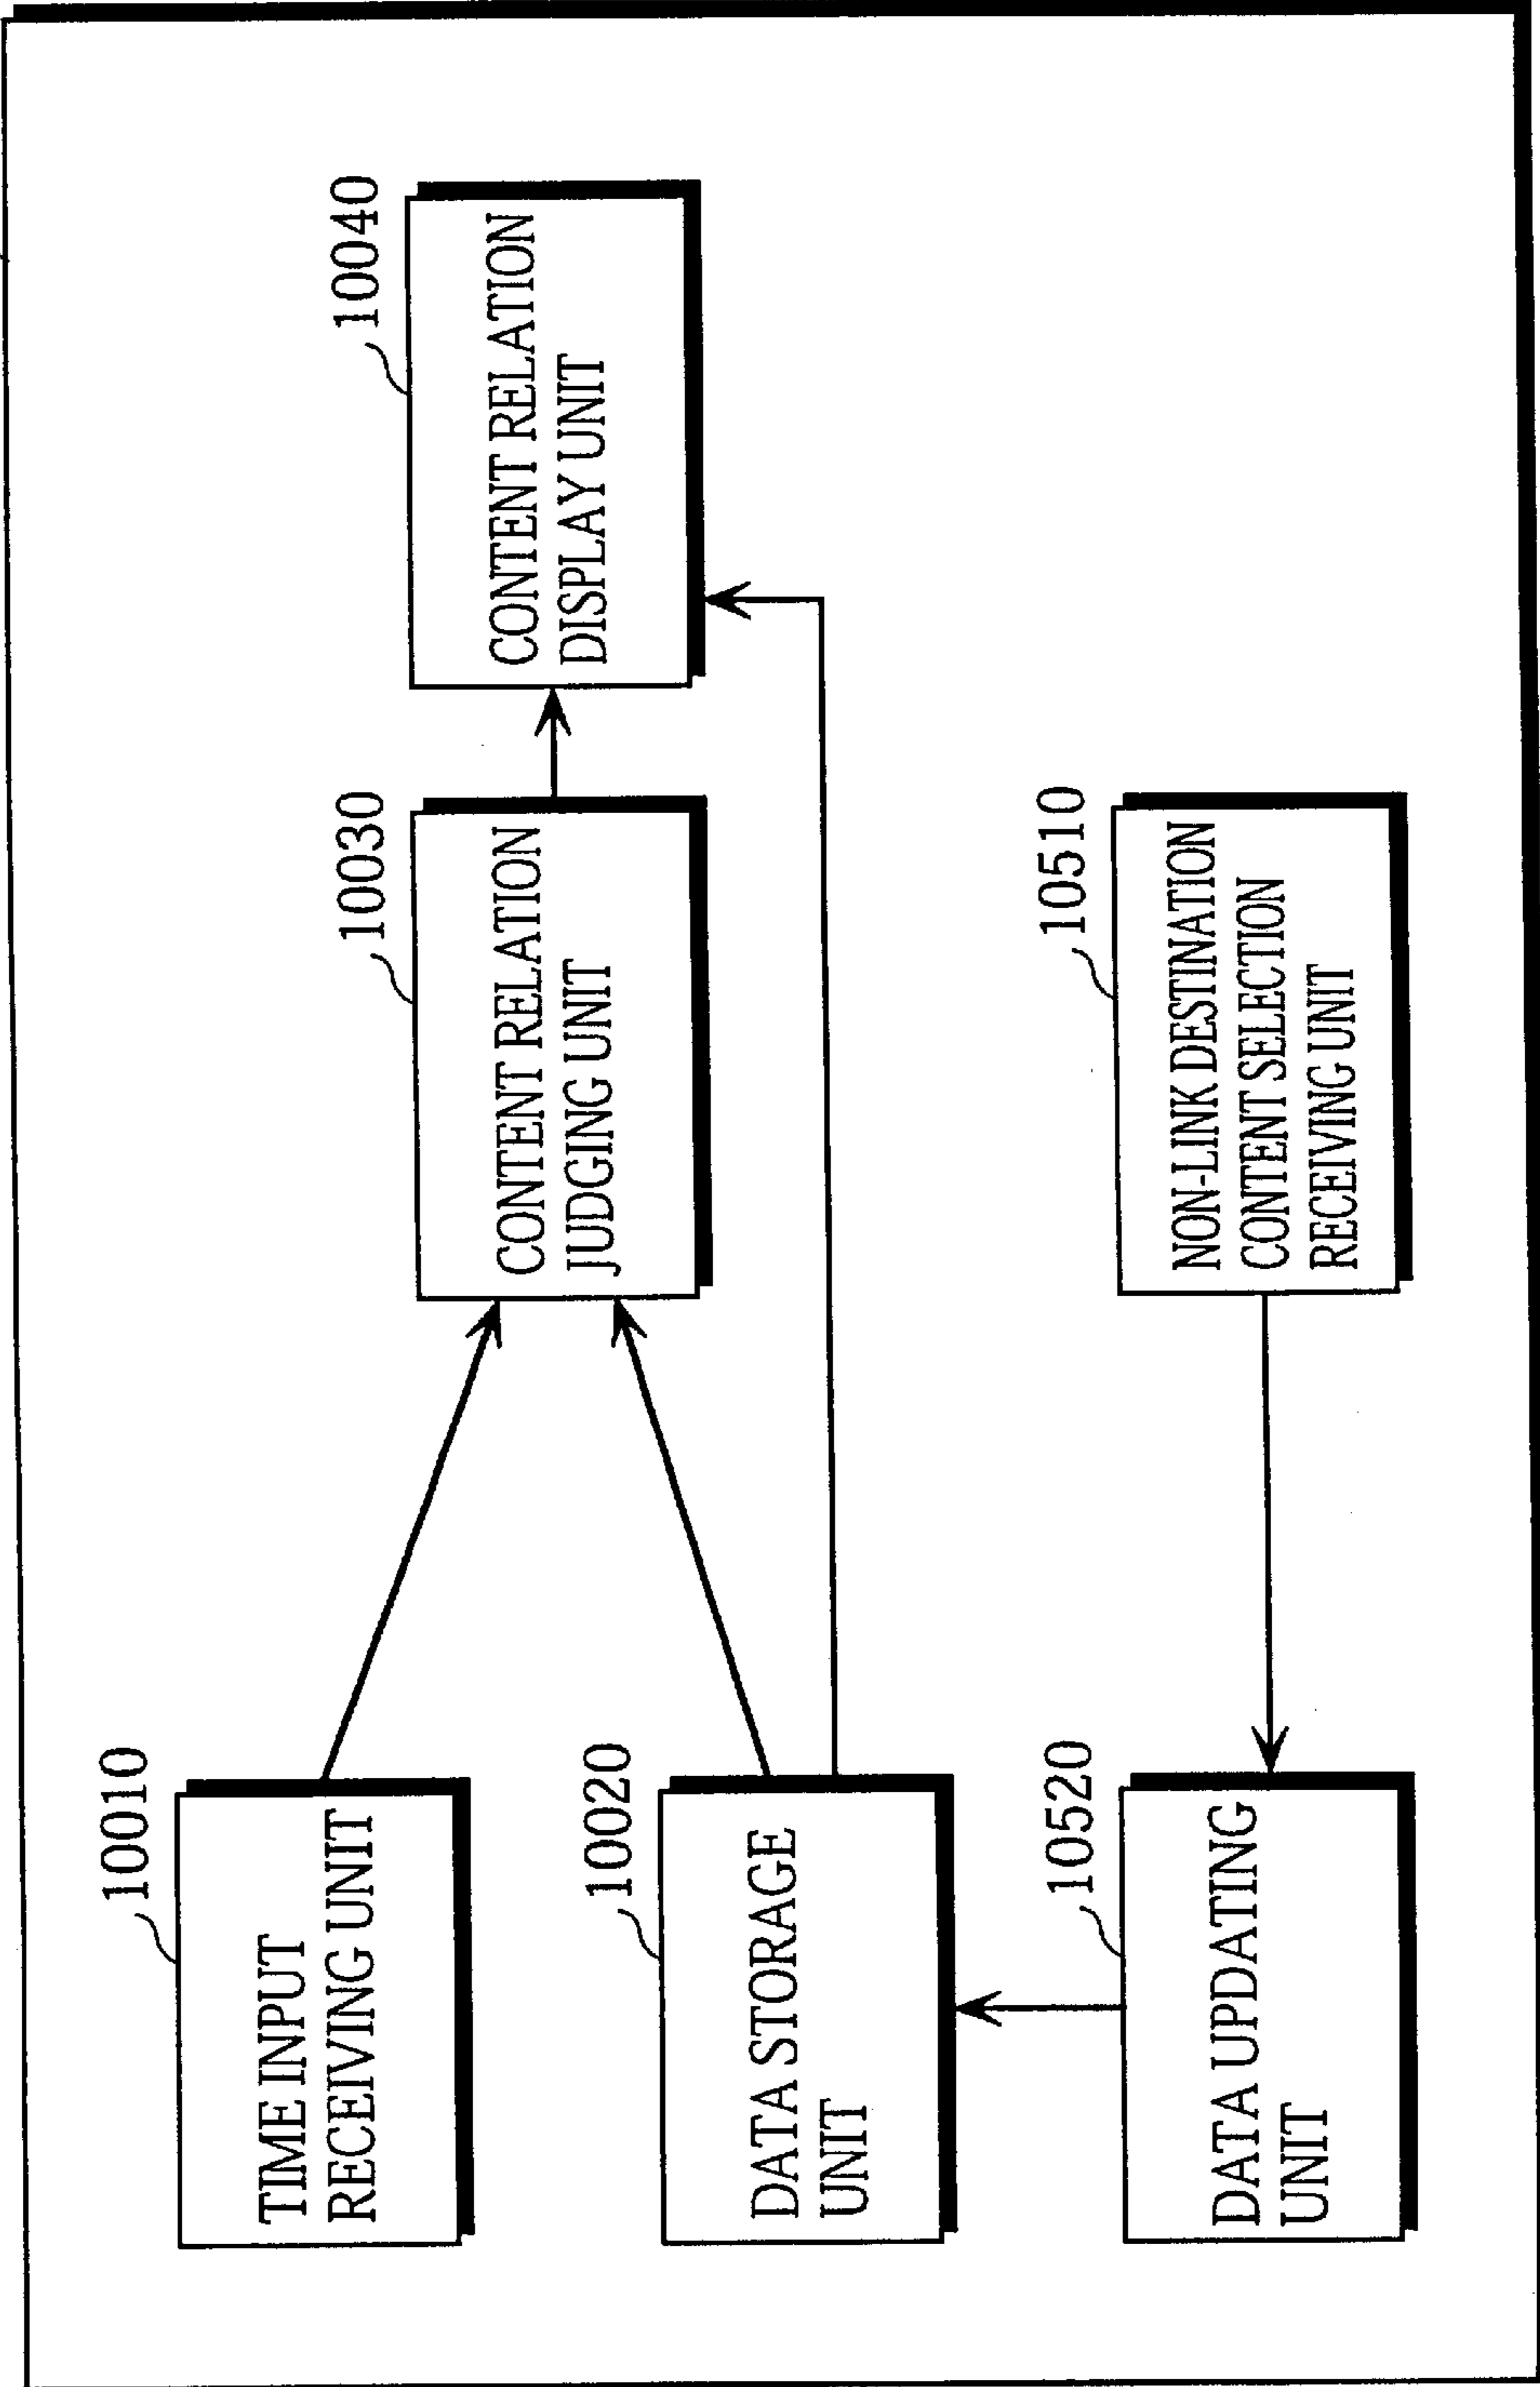 10010
TIME INPUT
RECEIVING UNIT
10020
DATA STORAGE
UNIT
10520
DATA UPDATING
UNIT
10030
CONTENT RELATION
JUDGING UNIT
10510
NON-LINK DESTINATION
CONTENT SELECTION
RECEIVING UNIT
10040
CONTENT RELATION
DISPLAY UNIT